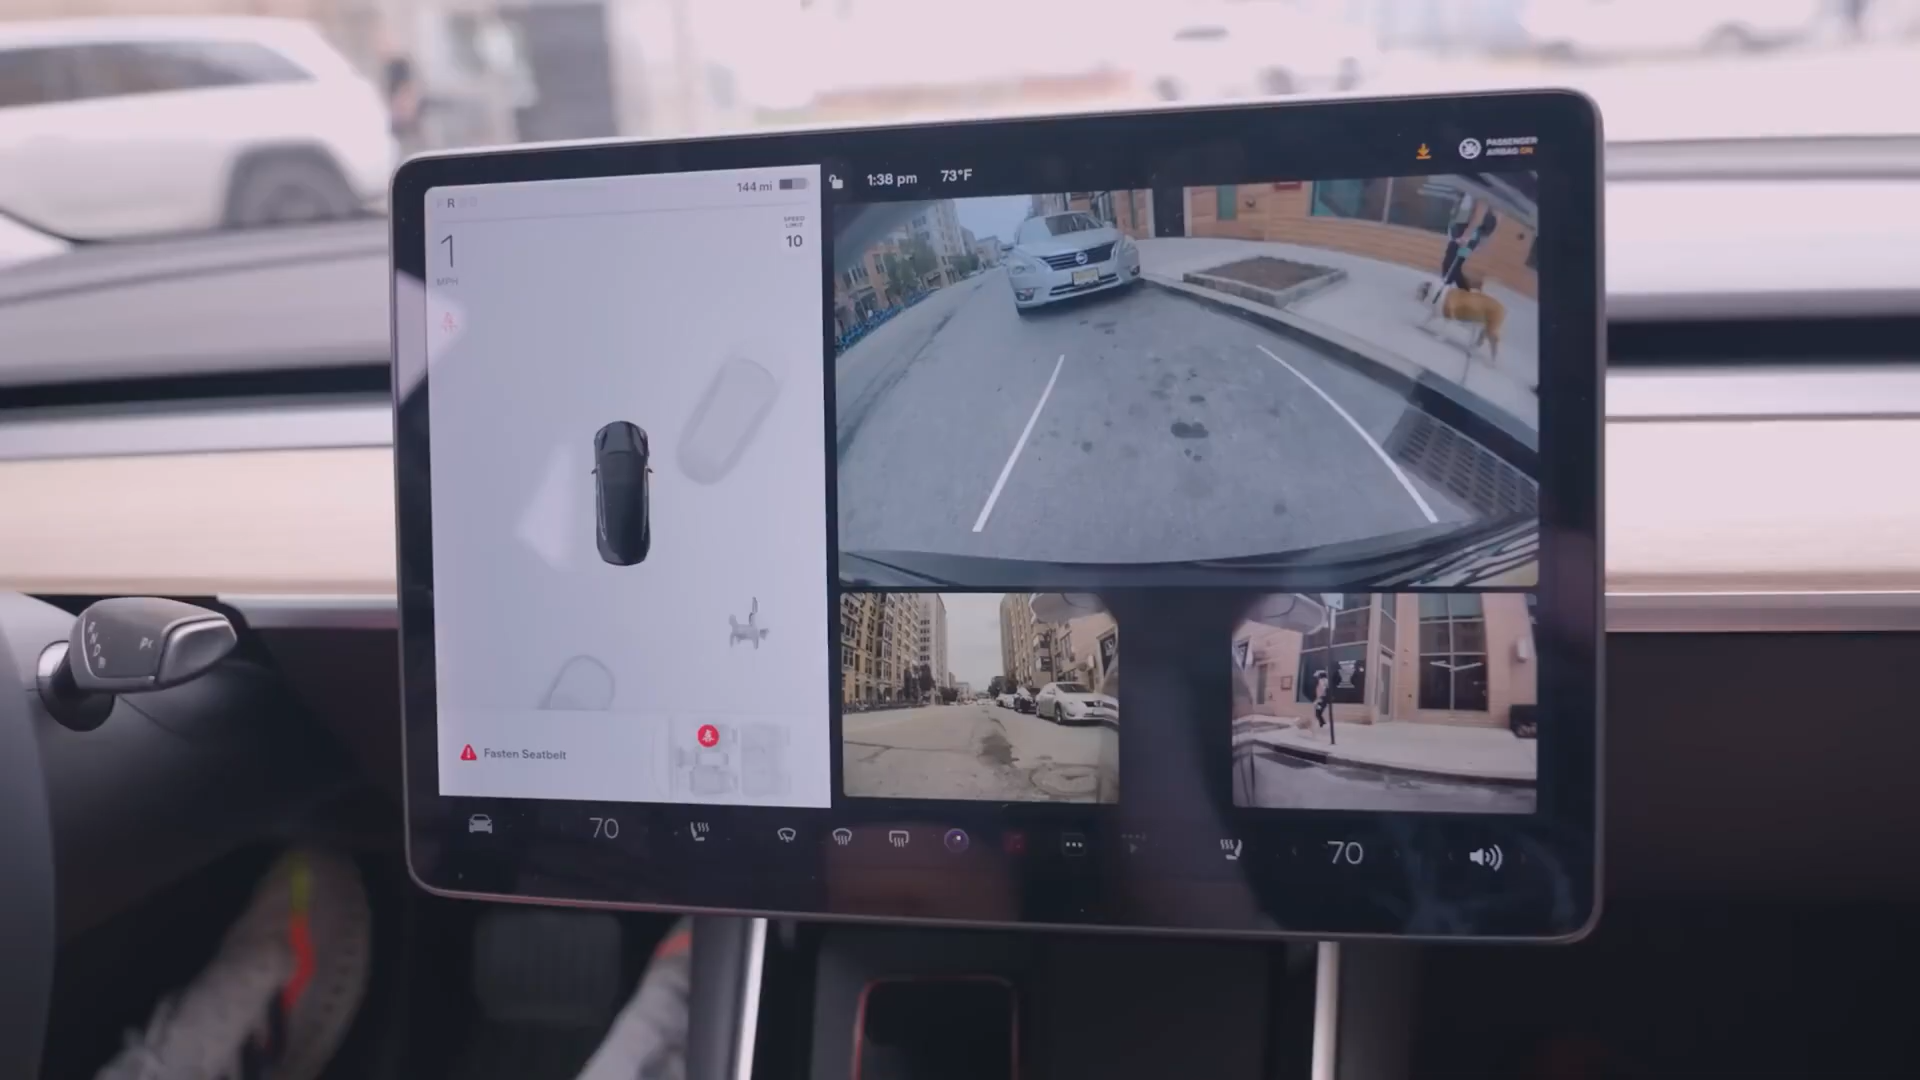 R
144 mi
1:38 pm
73°F
PASSENGER
AIRBAG ON
1
MPH
SPEED
LIMIT
10
R
N
D
Fasten Seatbelt
70
70